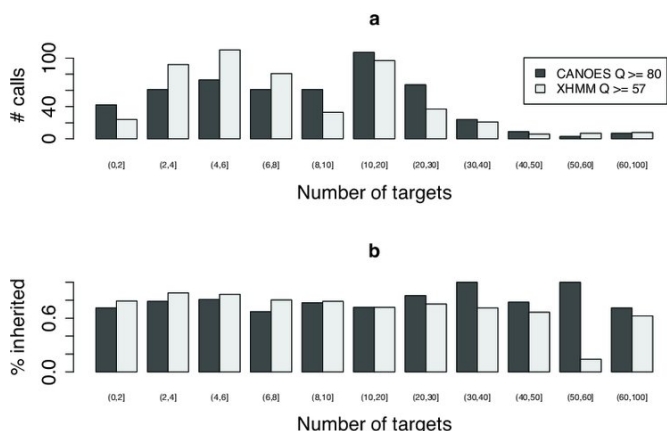 a
# calls
100
40
0
CANOES Q >= 80
XHMM Q >= 57
(0,2] (2,4] (4,6] (6,8] (8,10] (10,20] (20,30] (30,40] (40,50] (50,60] (60,100]
Number of targets
b
% inherited
0.6
0.0
(0,2] (2,4] (4,6] (6,8] (8,10] (10,20] (20,30] (30,40] (40,50] (50,60] (60,100]
Number of targets